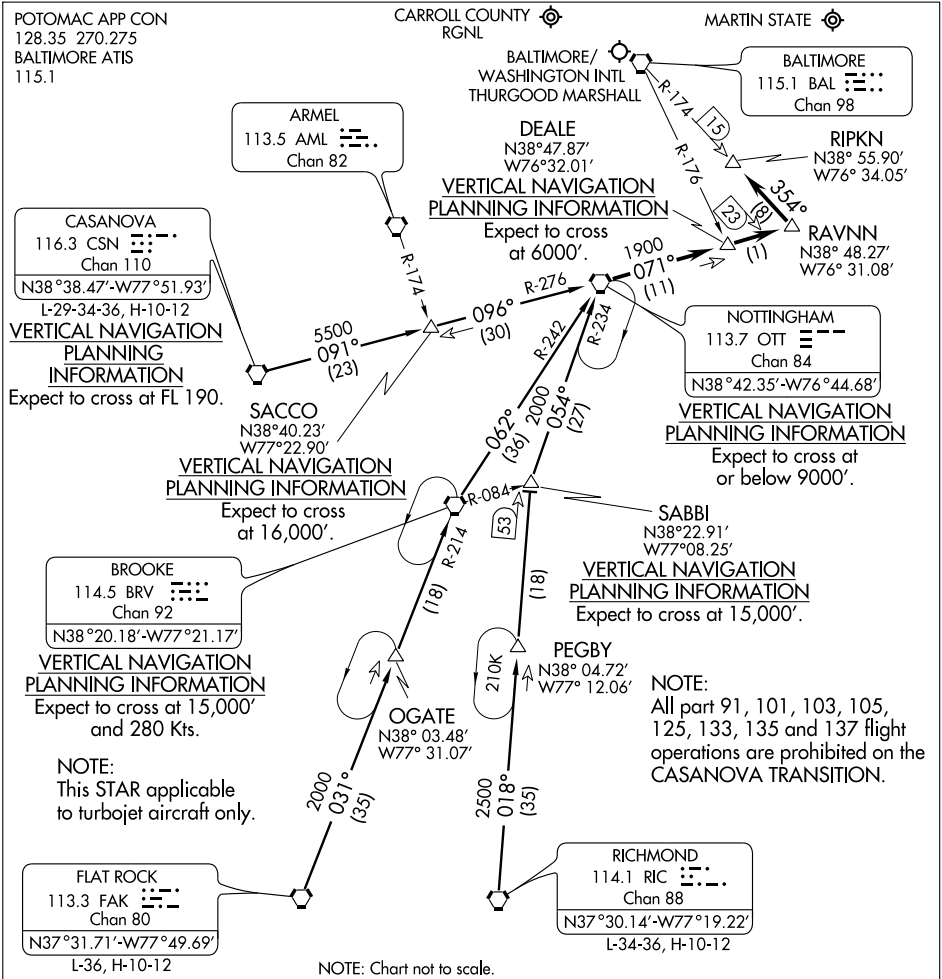 POTOMAC APP CON
128.35 270.275
BALTIMORE ATIS
115.1
CARROLL COUNTY
RGNL
MARTIN STATE
BALTIMORE/
WASHINGTON INTL
THURGOOD MARSHALL
BALTIMORE
115.1 BAL
Chan 98
ARMEL
113.5 AML
Chan 82
R-174
15
R-176
RIPKN
N38° 55.90'
W76° 34.05'
DEALE
N38°47.87'
W76°32.01'
VERTICAL NAVIGATION
PLANNING INFORMATION
Expect to cross
at 6000'.
354°
(8)
23
RAVNN
N38° 48.27'
W76° 31.08'
CASANOVA
116.3 CSN
Chan 110
N38°38.47'-W77°51.93'
L-29-34-36, H-10-12
VERTICAL NAVIGATION
PLANNING
INFORMATION
Expect to cross at FL 190.
R-174
5500
091°
(23)
R-276
096°
(30)
1900
071°
(11)
(1)
NOTTINGHAM
113.7 OTT
Chan 84
N38°42.35'-W76°44.68'
VERTICAL NAVIGATION
PLANNING INFORMATION
Expect to cross at
or below 9000'.
SACCO
N38°40.23'
W77°22.90'
VERTICAL NAVIGATION
PLANNING INFORMATION
Expect to cross
at 16,000'.
R-242
R-234
062°
(36)
2000
054°
(27)
R-084
53
SABBI
N38°22.91'
W77°08.25'
VERTICAL NAVIGATION
PLANNING INFORMATION
Expect to cross at 15,000'.
BROOKE
114.5 BRV
Chan 92
N38°20.18'-W77°21.17'
VERTICAL NAVIGATION
PLANNING INFORMATION
Expect to cross at 15,000'
and 280 Kts.
R-214
(18)
(18)
210K
PEGBY
N38° 04.72'
W77° 12.06'
OGATE
N38° 03.48'
W77° 31.07'
NOTE:
All part 91, 101, 103, 105,
125, 133, 135 and 137 flight
operations are prohibited on the
CASANOVA TRANSITION.
NOTE:
This STAR applicable
to turbojet aircraft only.
2000
031°
(35)
2500
018°
(35)
FLAT ROCK
113.3 FAK
Chan 80
N37°31.71'-W77°49.69'
L-36, H-10-12
RICHMOND
114.1 RIC
Chan 88
N37°30.14'-W77°19.22'
L-34-36, H-10-12
NOTE: Chart not to scale.